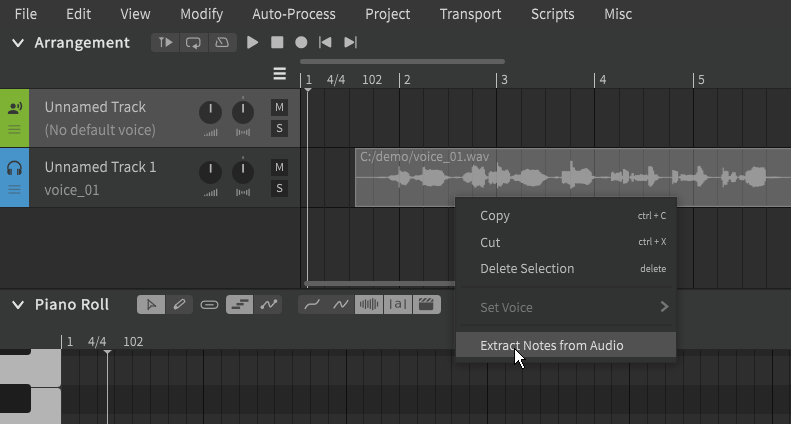 File Edit View Modify Auto-Process Project Transport Scripts Misc
Arrangement
1 4/4 102 2 3 4 5
Unnamed Track M
(No default voice) S
C:/demo/voice_01.wav
Unnamed Track 1 M
voice_01 S
Copy ctrl + C
Cut ctrl + X
Delete Selection delete
Set Voice
Piano Roll |a|
1 4/4 102
Extract Notes from Audio